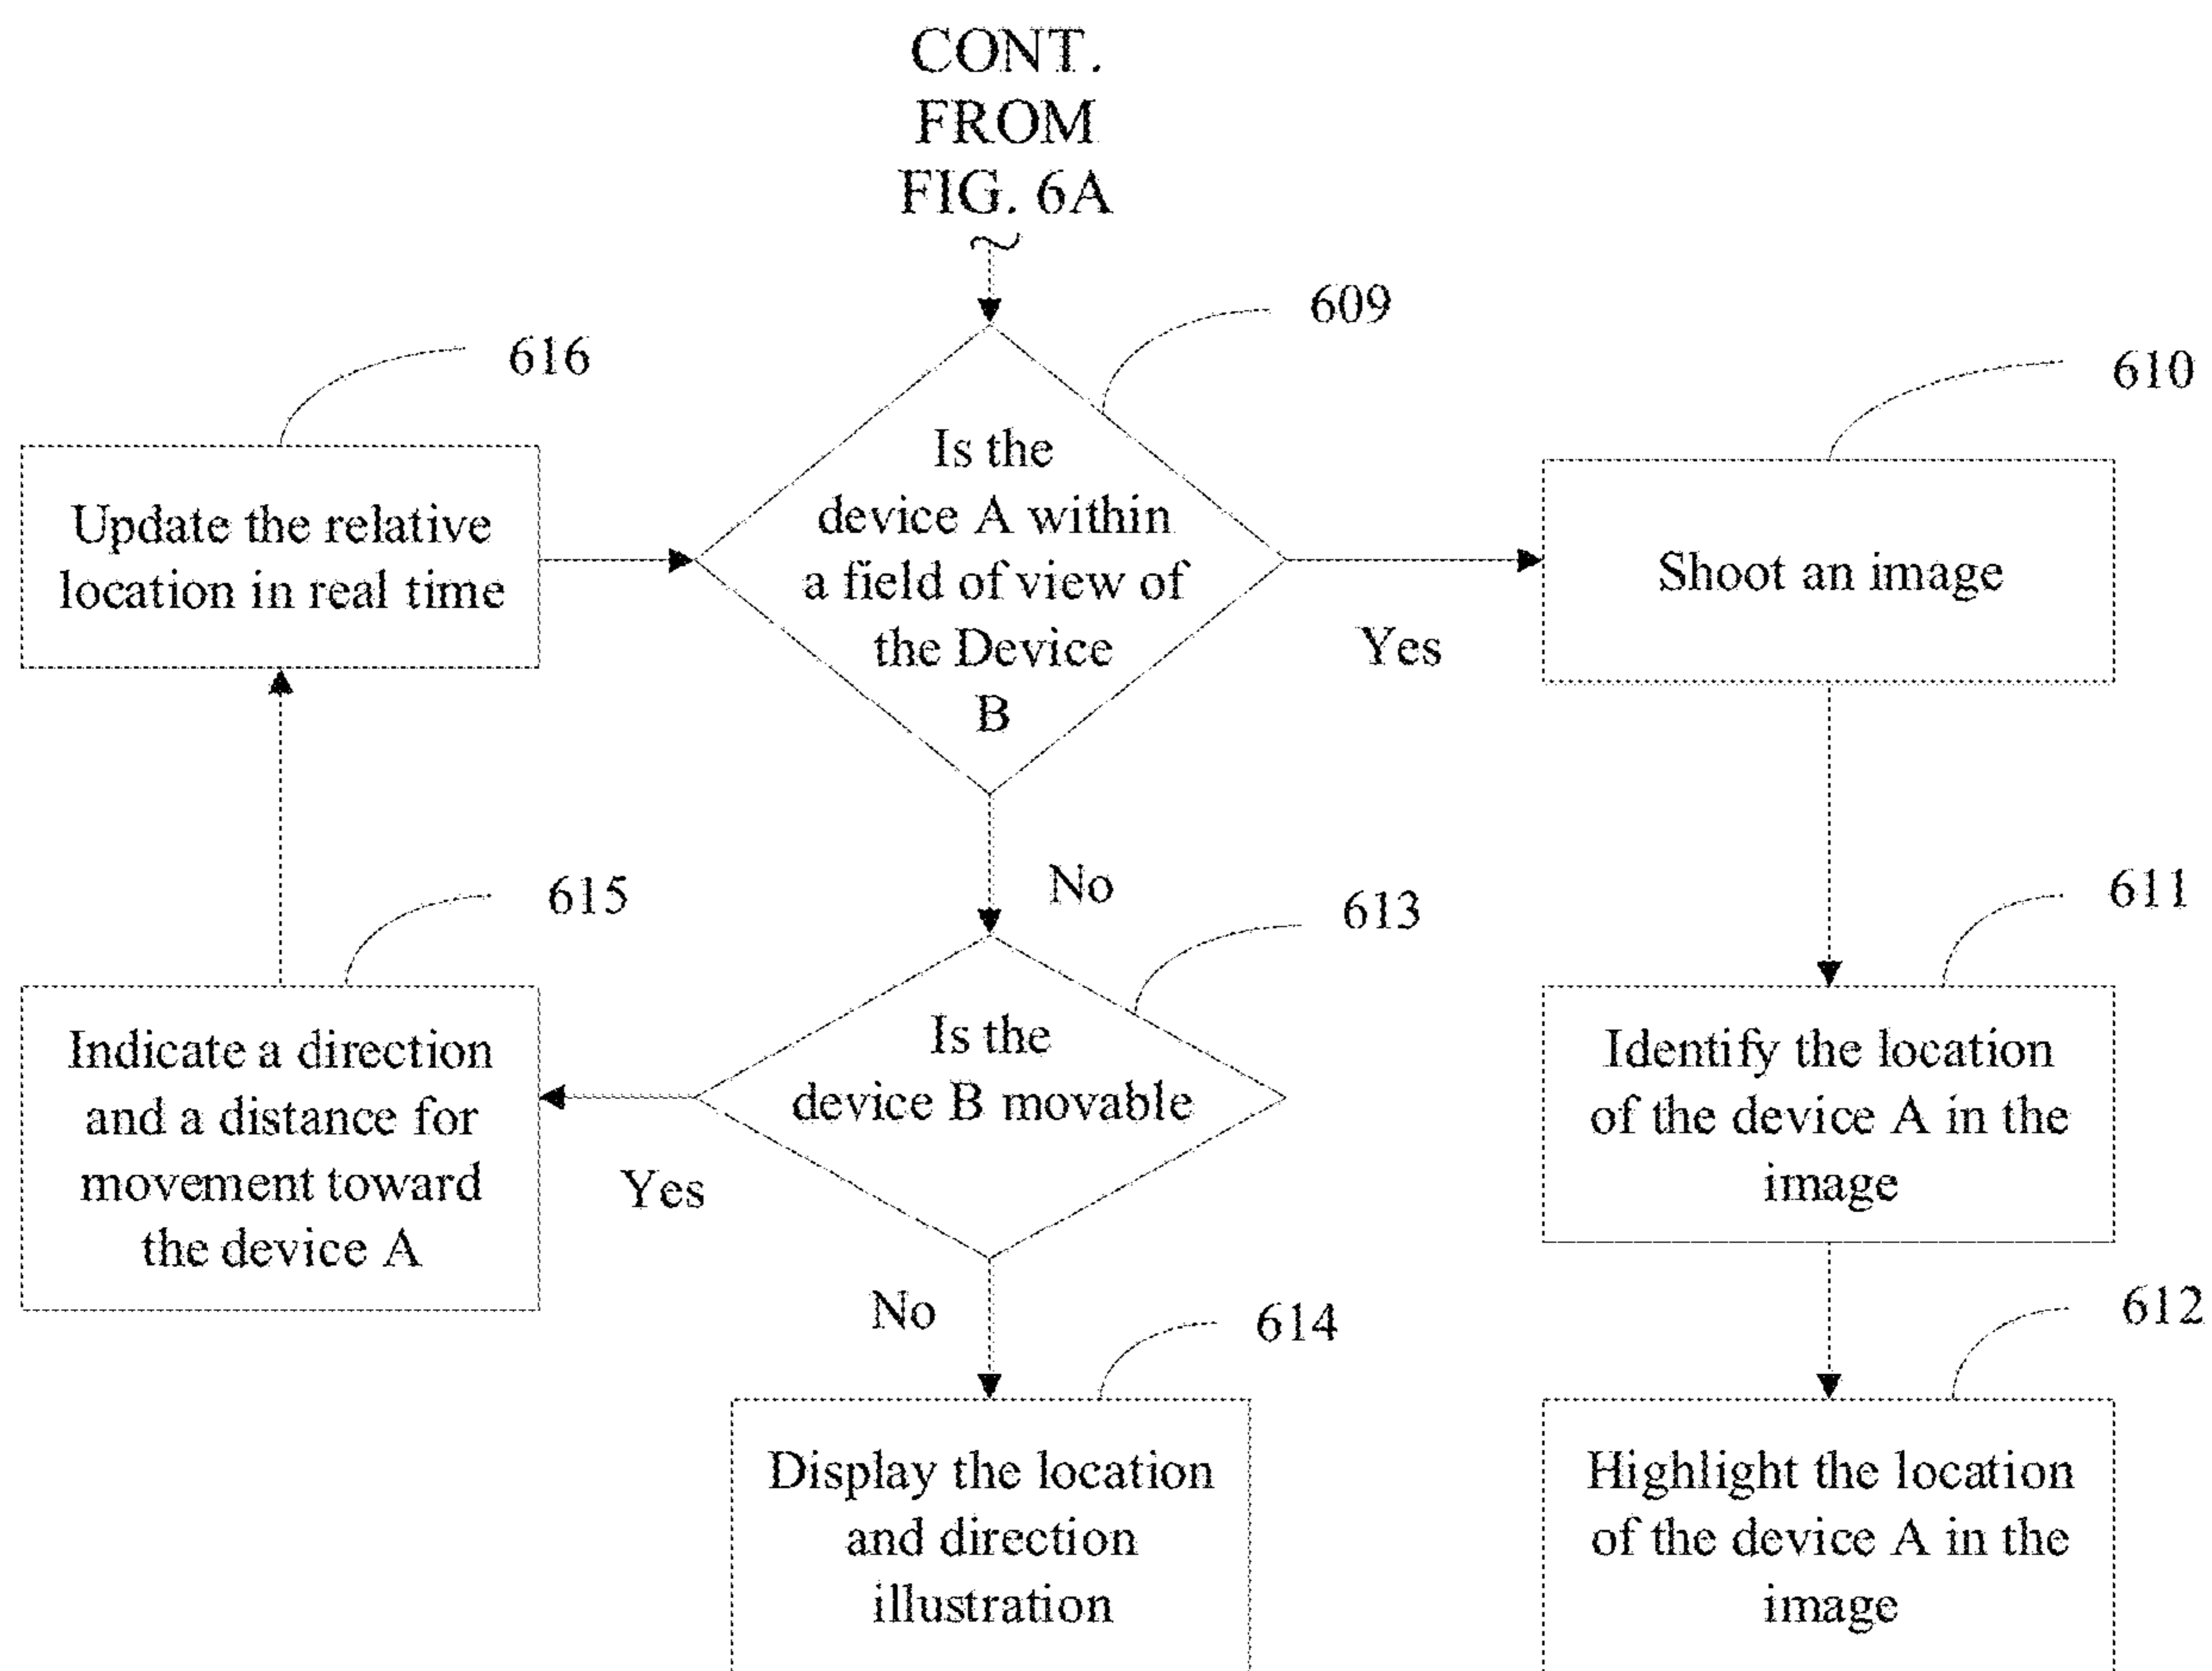 CONT.
FROM
FIG. 6A
609
616
610
Is the
device A within
a field of view of
the Device
B
Update the relative
location in real time
Shoot an image
Yes
No
615
613
611
Indicate a direction
and a distance for
movement toward
the device A
Is the
device B movable
Identify the location
of the device A in the
image
Yes
No
614
612
Display the location
and direction
illustration
Highlight the location
of the device A in the
image